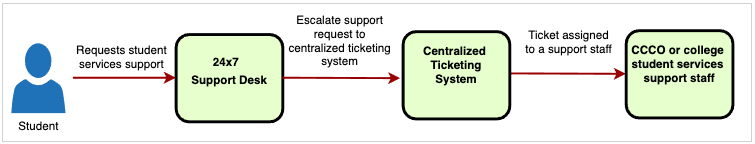 Student
Requests student
services support
24x7
Support Desk
Escalate support
request to
centralized ticketing
system
Centralized
Ticketing
System
Ticket assigned
to a support staff
CCCO or college
student services
support staff